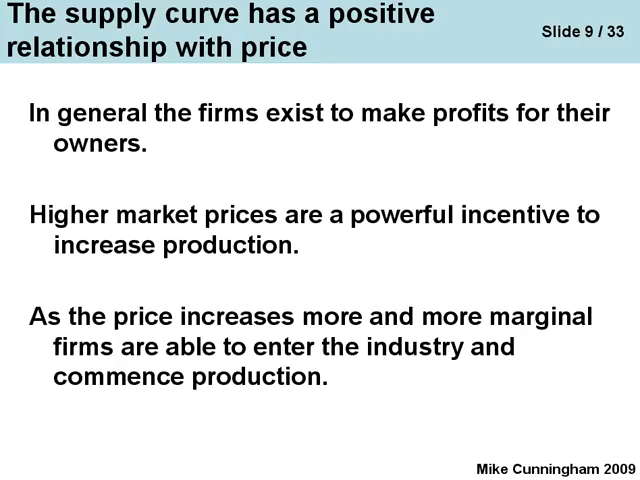 The supply curve has a positive
relationship with price
Slide 9 / 33
In general the firms exist to make profits for their
owners.
Higher market prices are a powerful incentive to
increase production.
As the price increases more and more marginal
firms are able to enter the industry and
commence production.
Mike Cunningham 2009